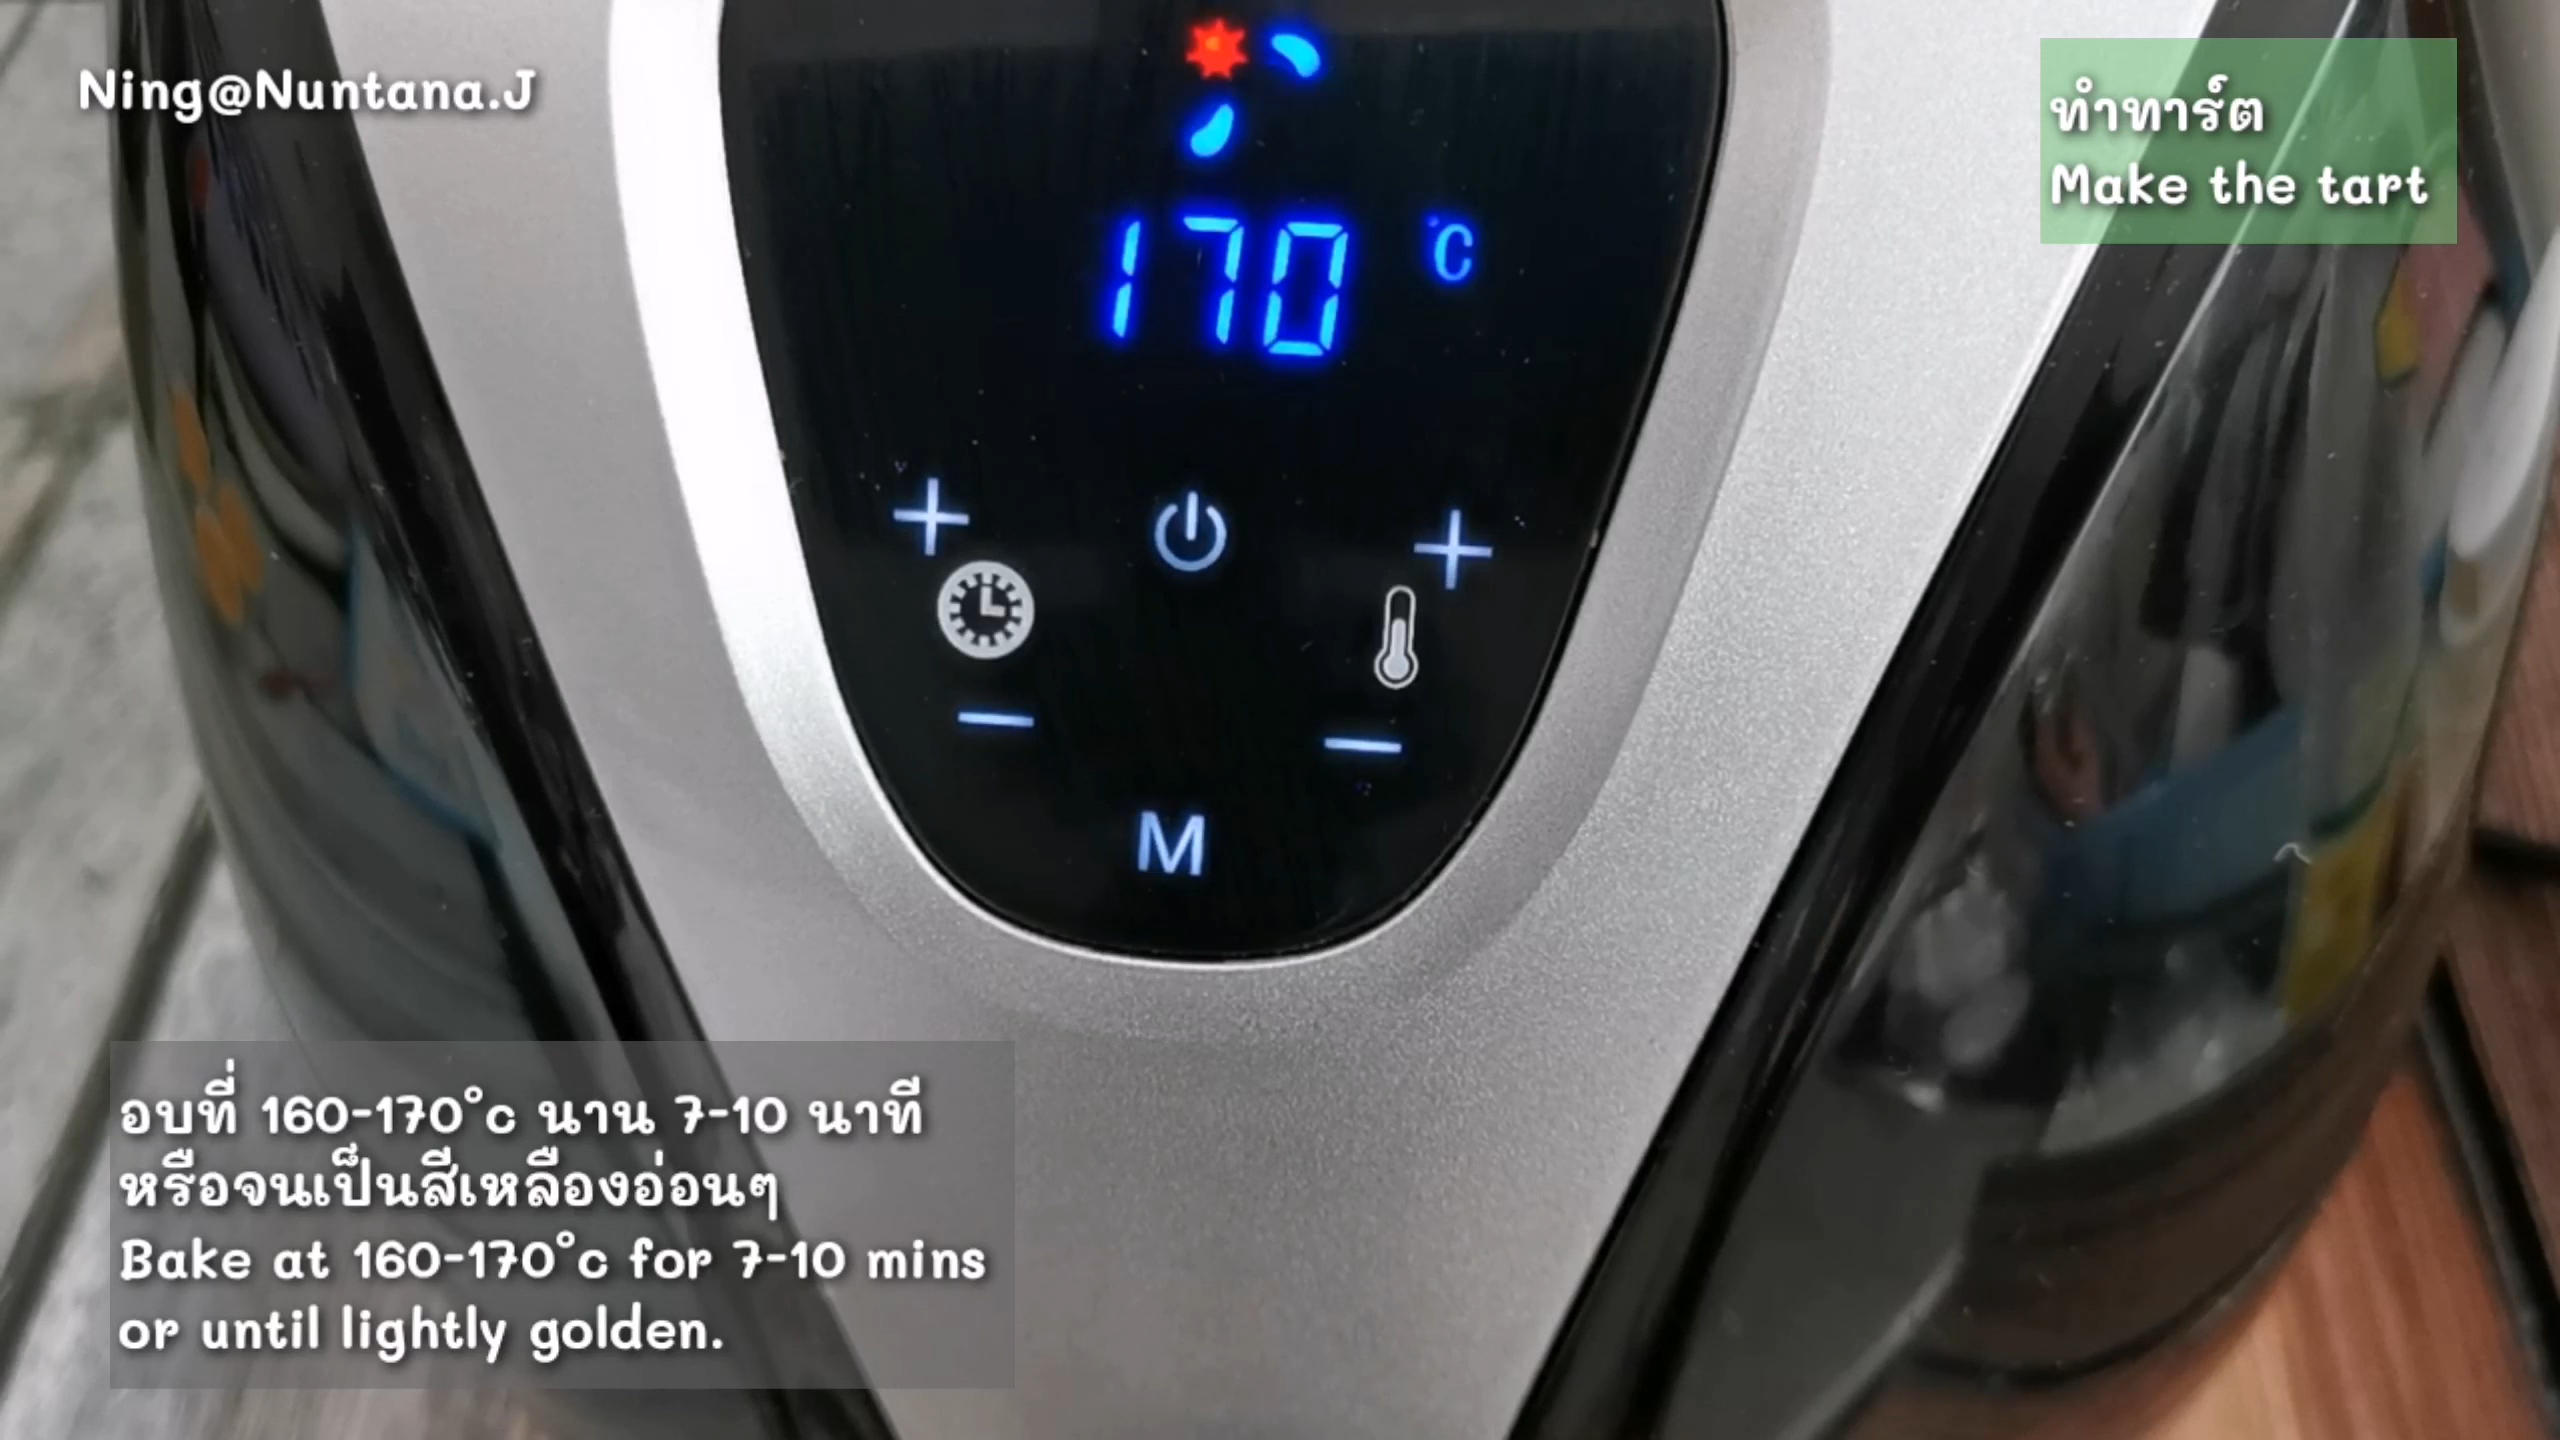 Ning@Nuntana.J
ทำทาร์ต
Make the tart
170 °C
M
อบที่ 160-170°c นาน 7-10 นาที
หรือจนเป็นสีเหลืองอ่อนๆ
Bake at 160-170°c for 7-10 mins
or until lightly golden.